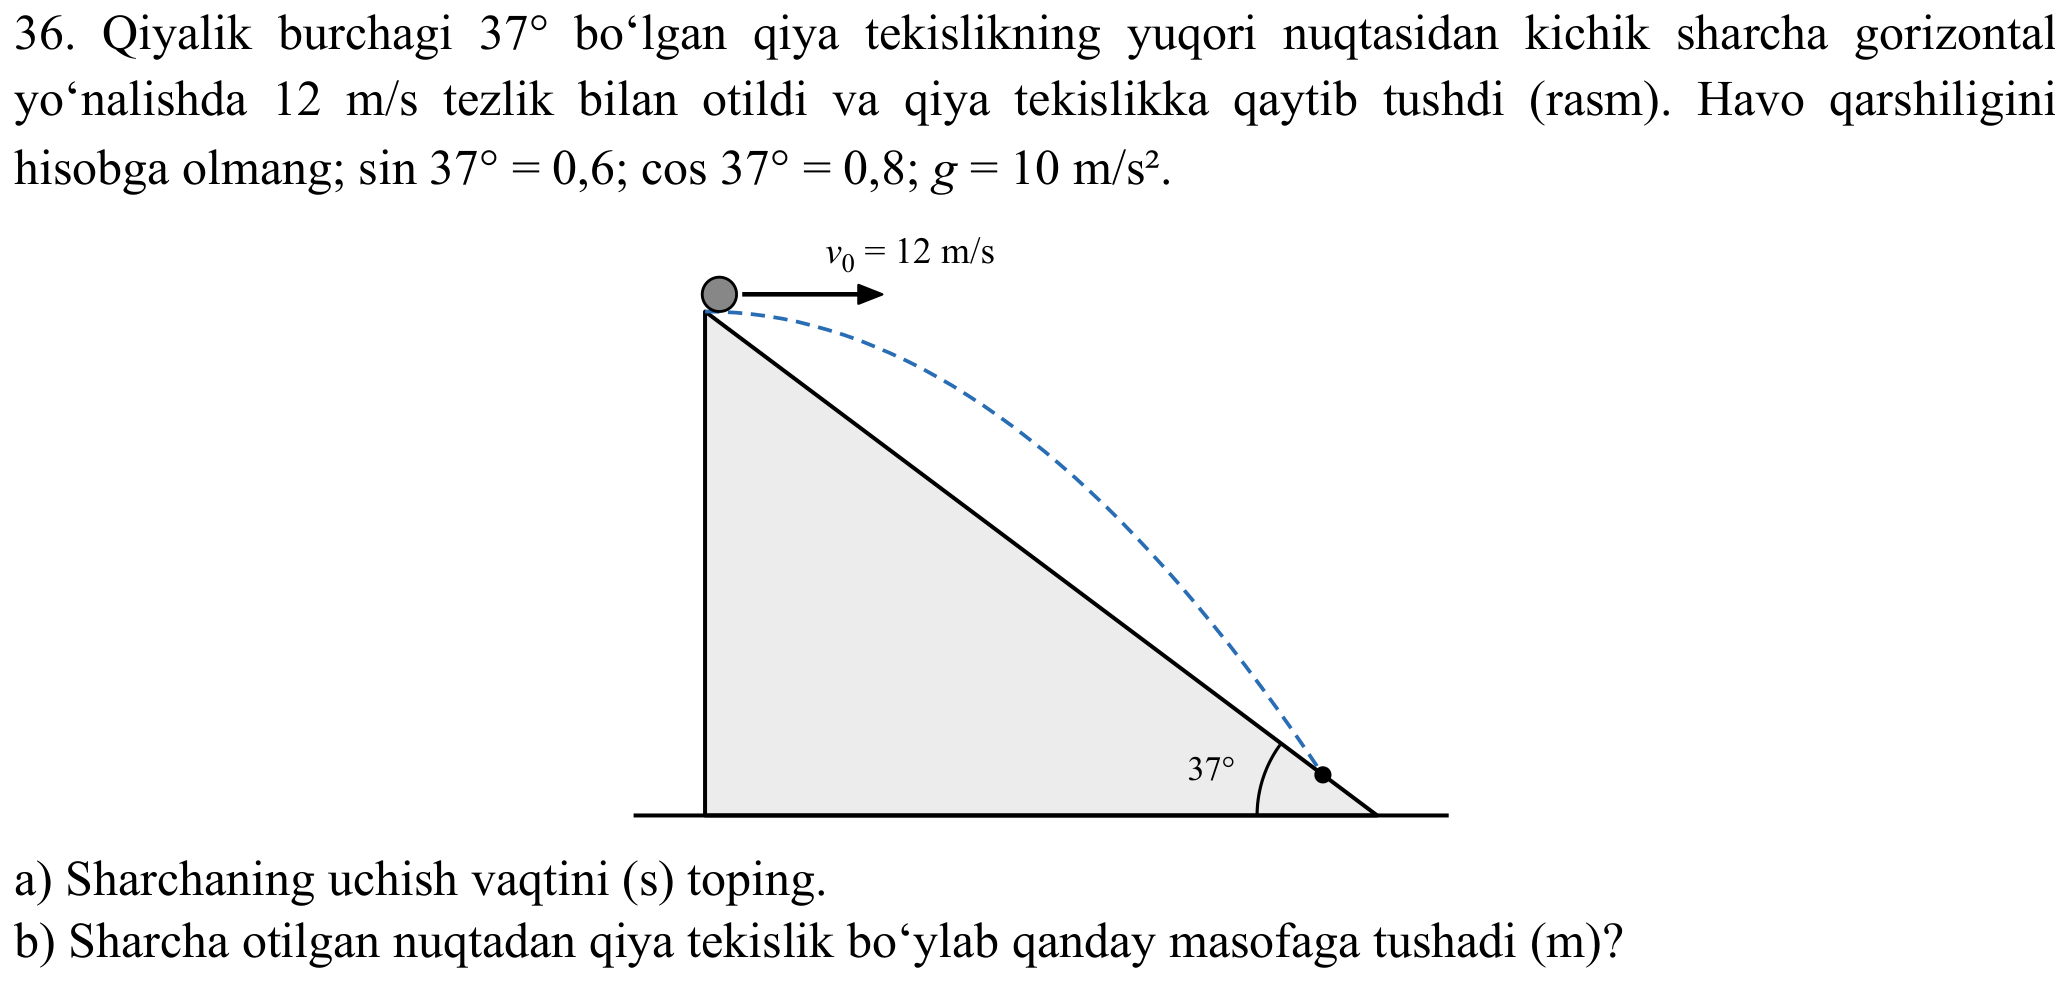 36. Qiyalik burchagi 37° bo‘lgan qiya tekislikning yuqori nuqtasidan kichik sharcha gorizontal
yo‘nalishda 12 m/s tezlik bilan otildi va qiya tekislikka qaytib tushdi (rasm). Havo qarshiligini
hisobga olmang; sin 37° = 0,6; cos 37° = 0,8; g = 10 m/s².
v₀ = 12 m/s
37°
a) Sharchaning uchish vaqtini (s) toping.
b) Sharcha otilgan nuqtadan qiya tekislik bo‘ylab qanday masofaga tushadi (m)?